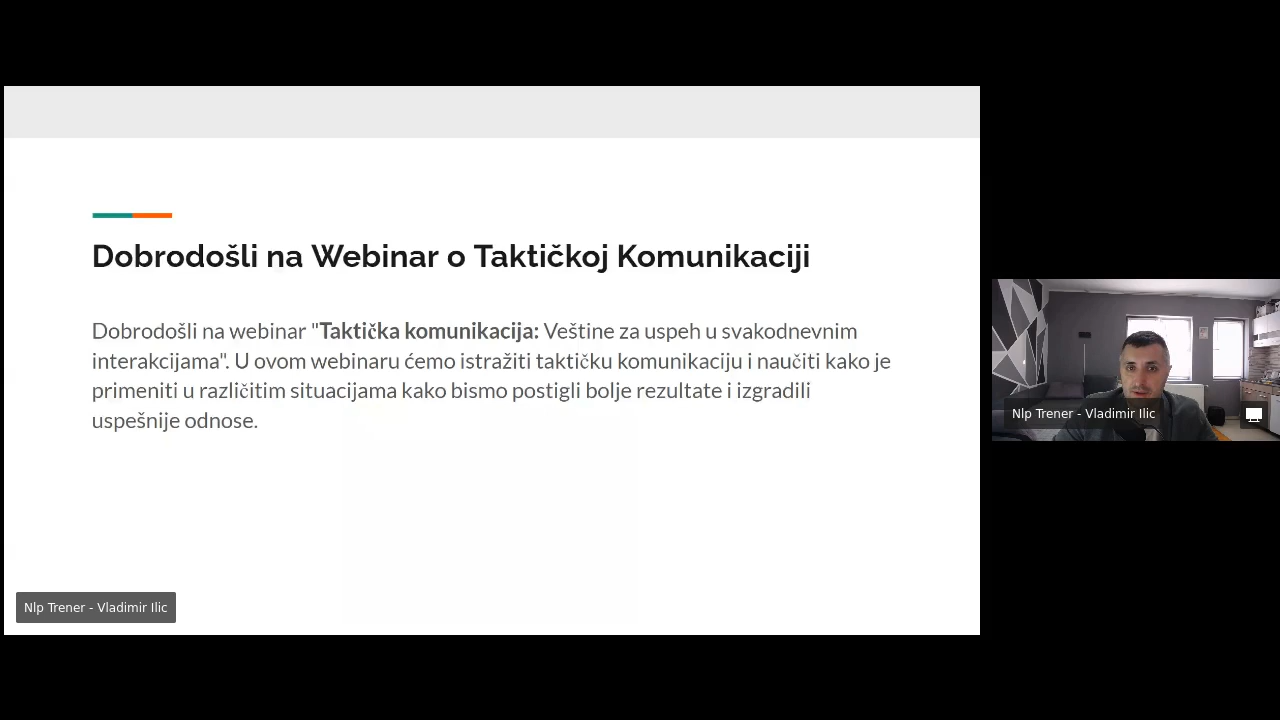 Dobrodošli na Webinar o Taktičkoj Komunikaciji
Dobrodošli na webinar "Taktička komunikacija: Veštine za uspeh u svakodnevnim
interakcijama". U ovom webinaru ćemo istražiti taktičku komunikaciju i naučiti kako je
primeniti u različitim situacijama kako bismo postigli bolje rezultate i izgradili
uspešnije odnose.
Nlp Trener - Vladimir Ilic
Nlp Trener - Vladimir Ilic